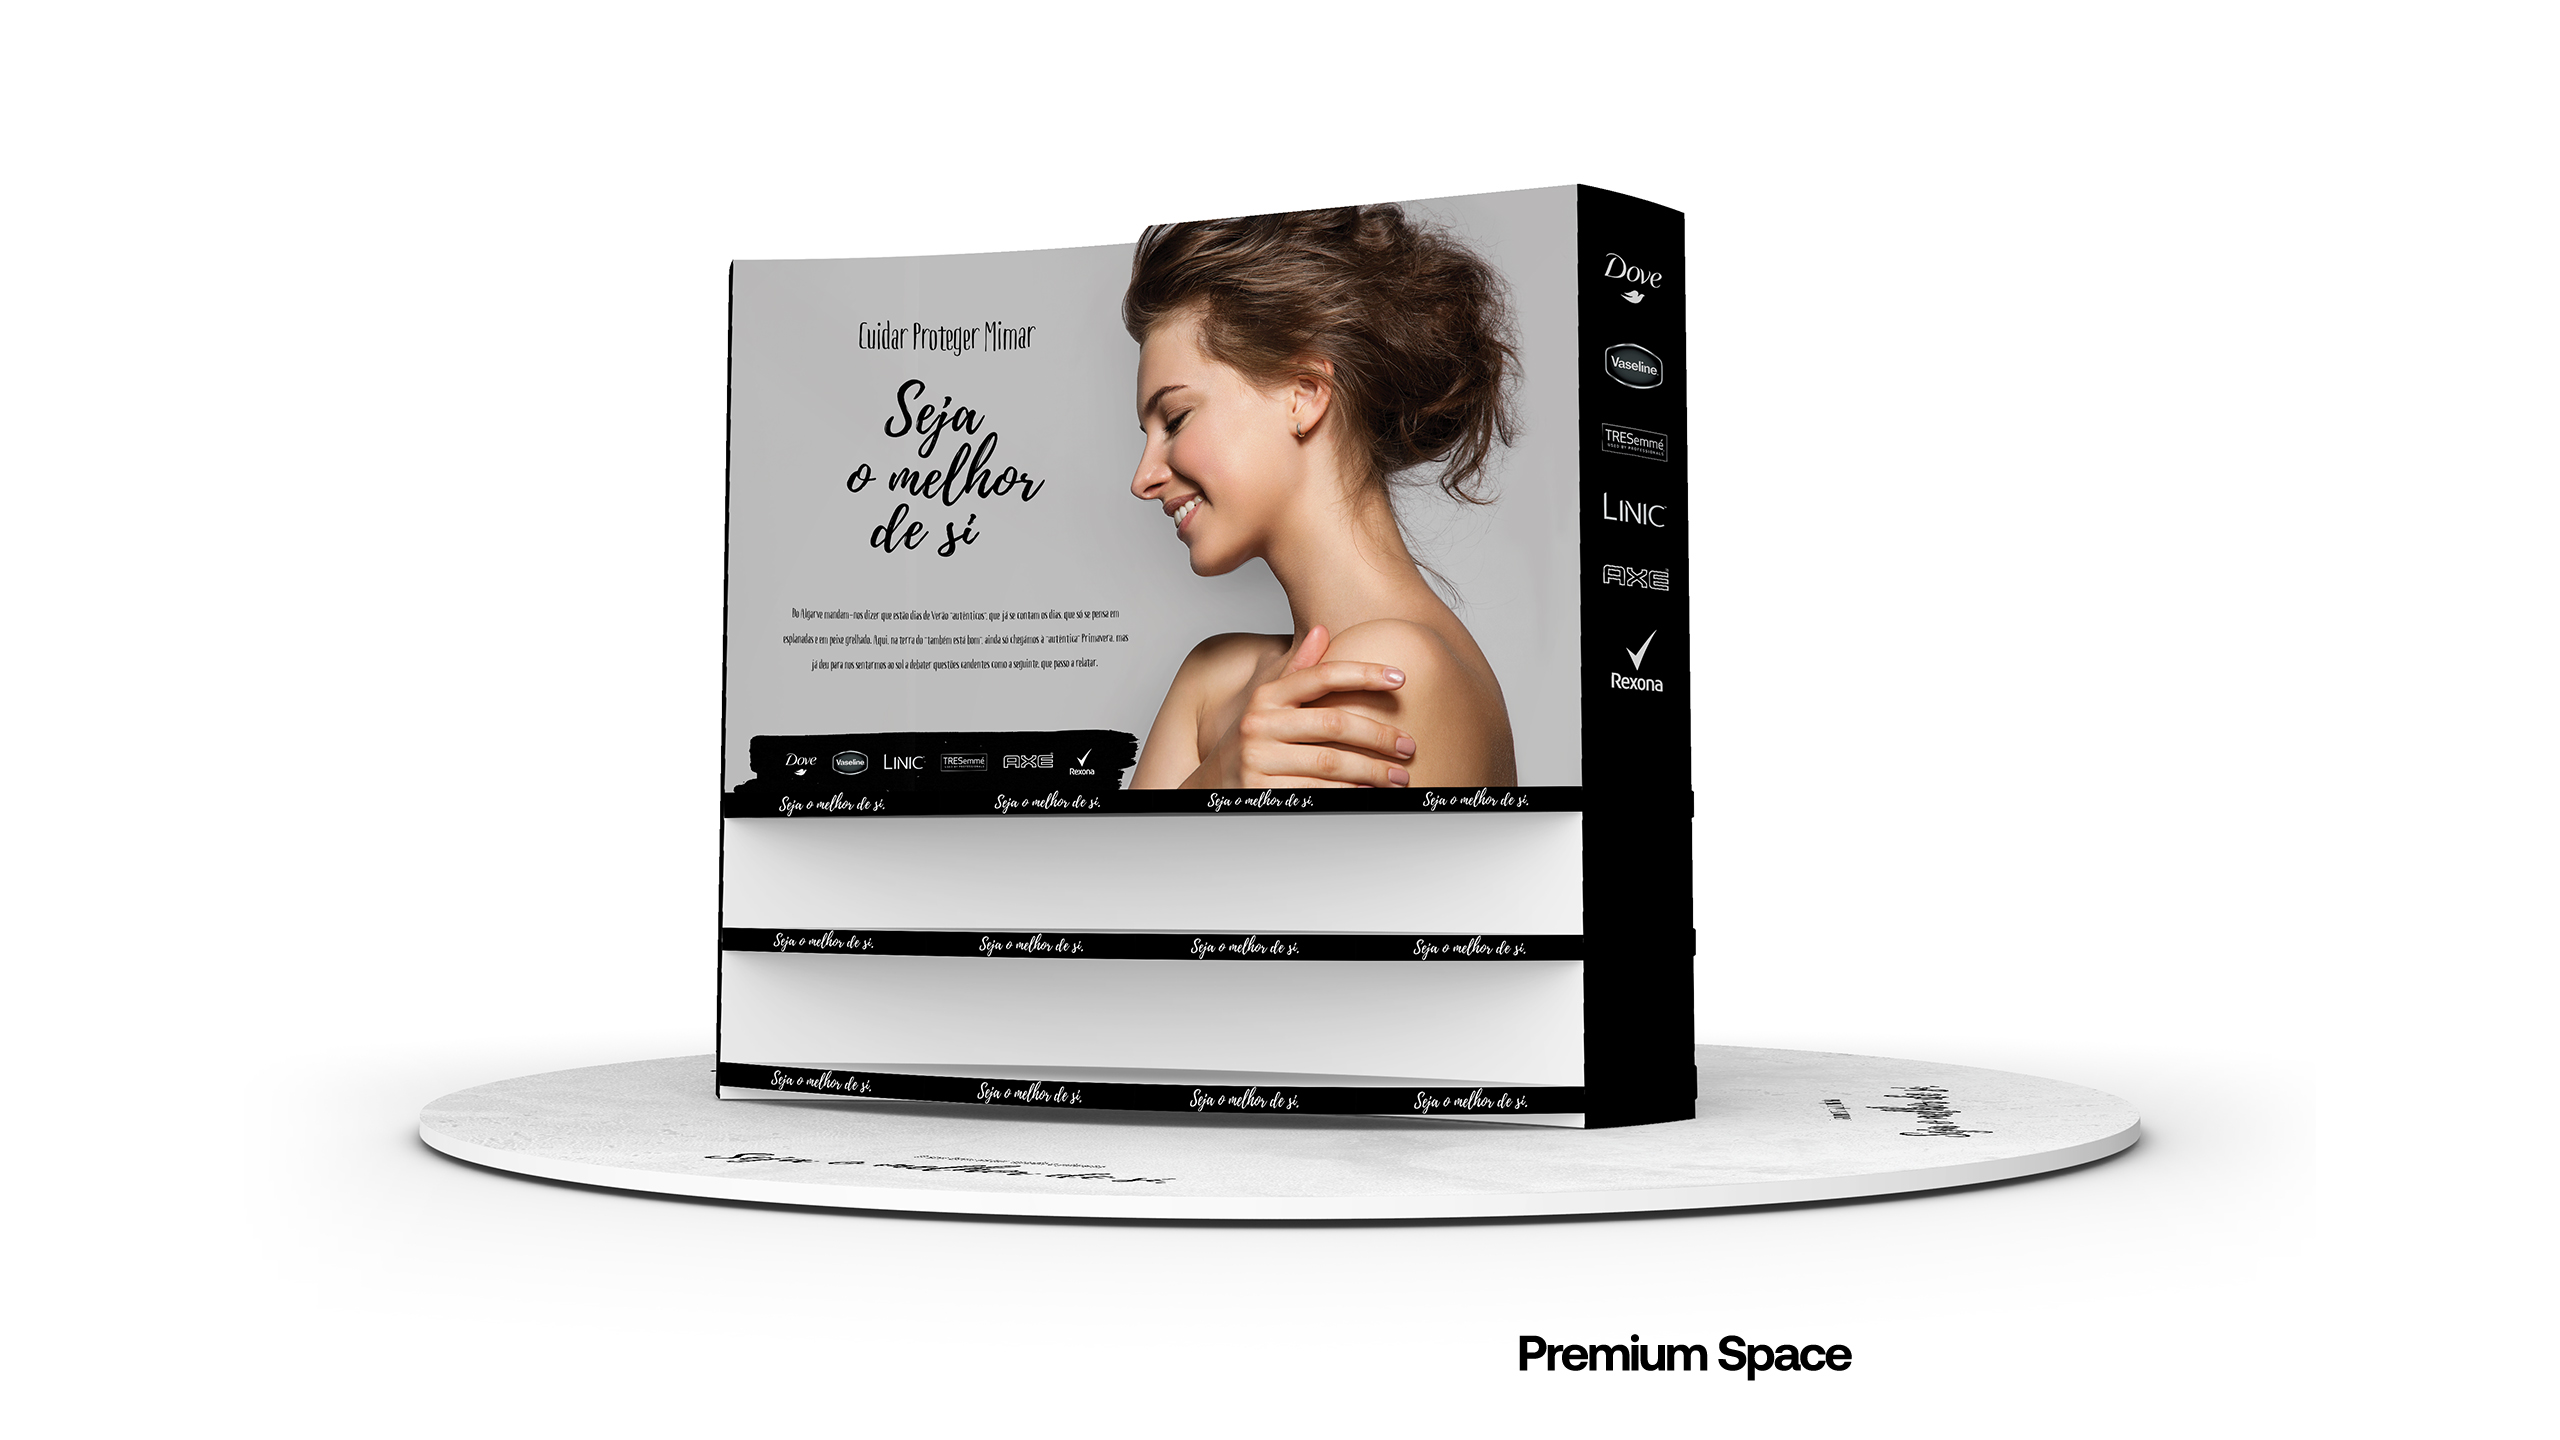 Cuidar Proteger Mimar
Seja
o melhor
de si
Do Algarve mandam-nos dizer que estão dias de Verão "autênticos", que já se contam os dias, que só se pensa em
esplanadas e em peixe grelhado. Aqui, na terra do "também está bom", ainda só chegámos à "autêntica" Primavera, mas
já deu para nos sentarmos ao sol a debater questões candentes como a seguinte, que passo a relatar.
Dove Vaseline LINIC TRESemmé USED BY PROFESSIONALS AXE Rexona
Seja o melhor de si. Seja o melhor de si. Seja o melhor de si. Seja o melhor de si.
Seja o melhor de si. Seja o melhor de si. Seja o melhor de si. Seja o melhor de si.
Seja o melhor de si. Seja o melhor de si. Seja o melhor de si. Seja o melhor de si.
Dove
Vaseline
TRESemmé
USED BY PROFESSIONALS
LINIC
AXE
Rexona
Seja o melhor de si.
Premium Space